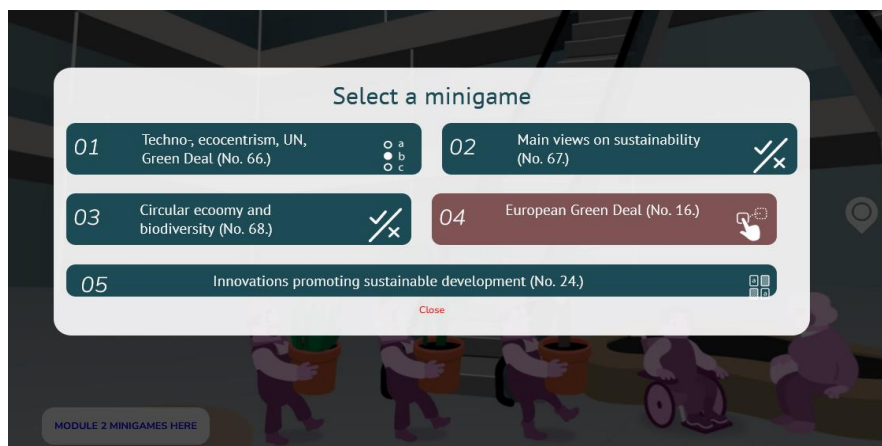 Select a minigame
01
Techno-, ecocentrism, UN,
Green Deal (No. 66.)
a
b
c
02
Main views on sustainability
(No. 67.)
03
Circular ecoomy and
biodiversity (No. 68.)
04
European Green Deal (No. 16.)
05
Innovations promoting sustainable development (No. 24.)
a
a
Close
MODULE 2 MINIGAMES HERE